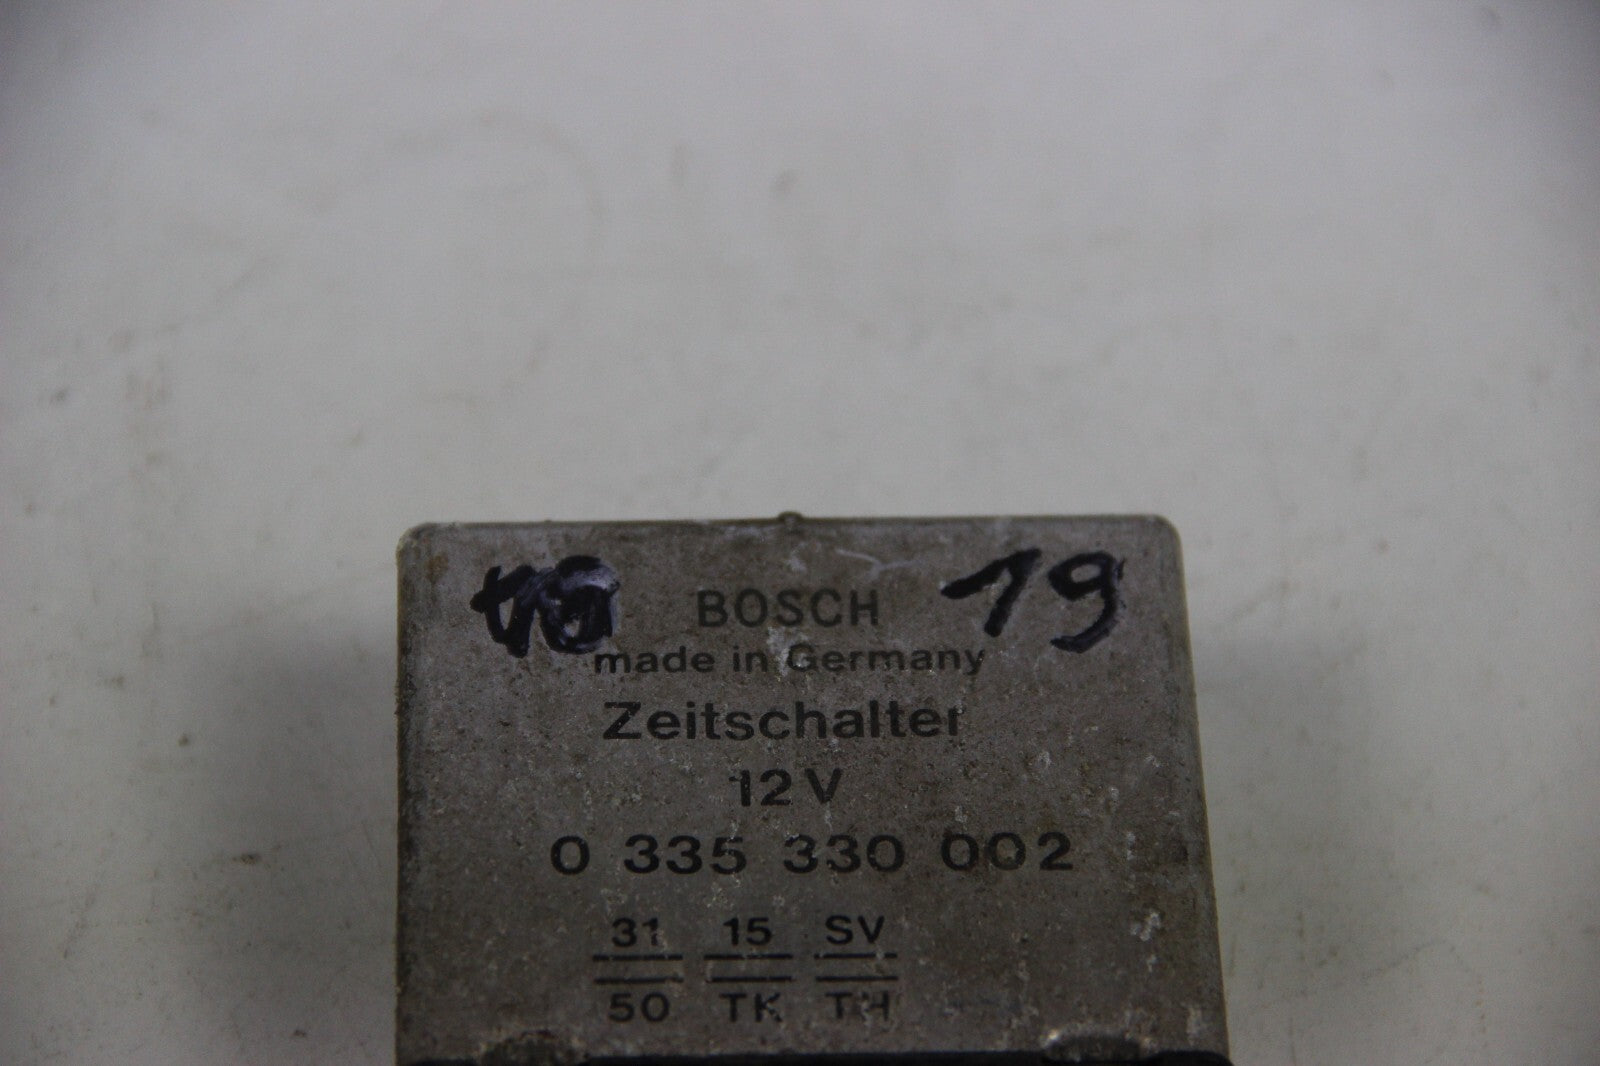 BOSCH 19
made in Germany
Zeitschalter
12V
0 335 330 002
31 15 SV
50 TK TH